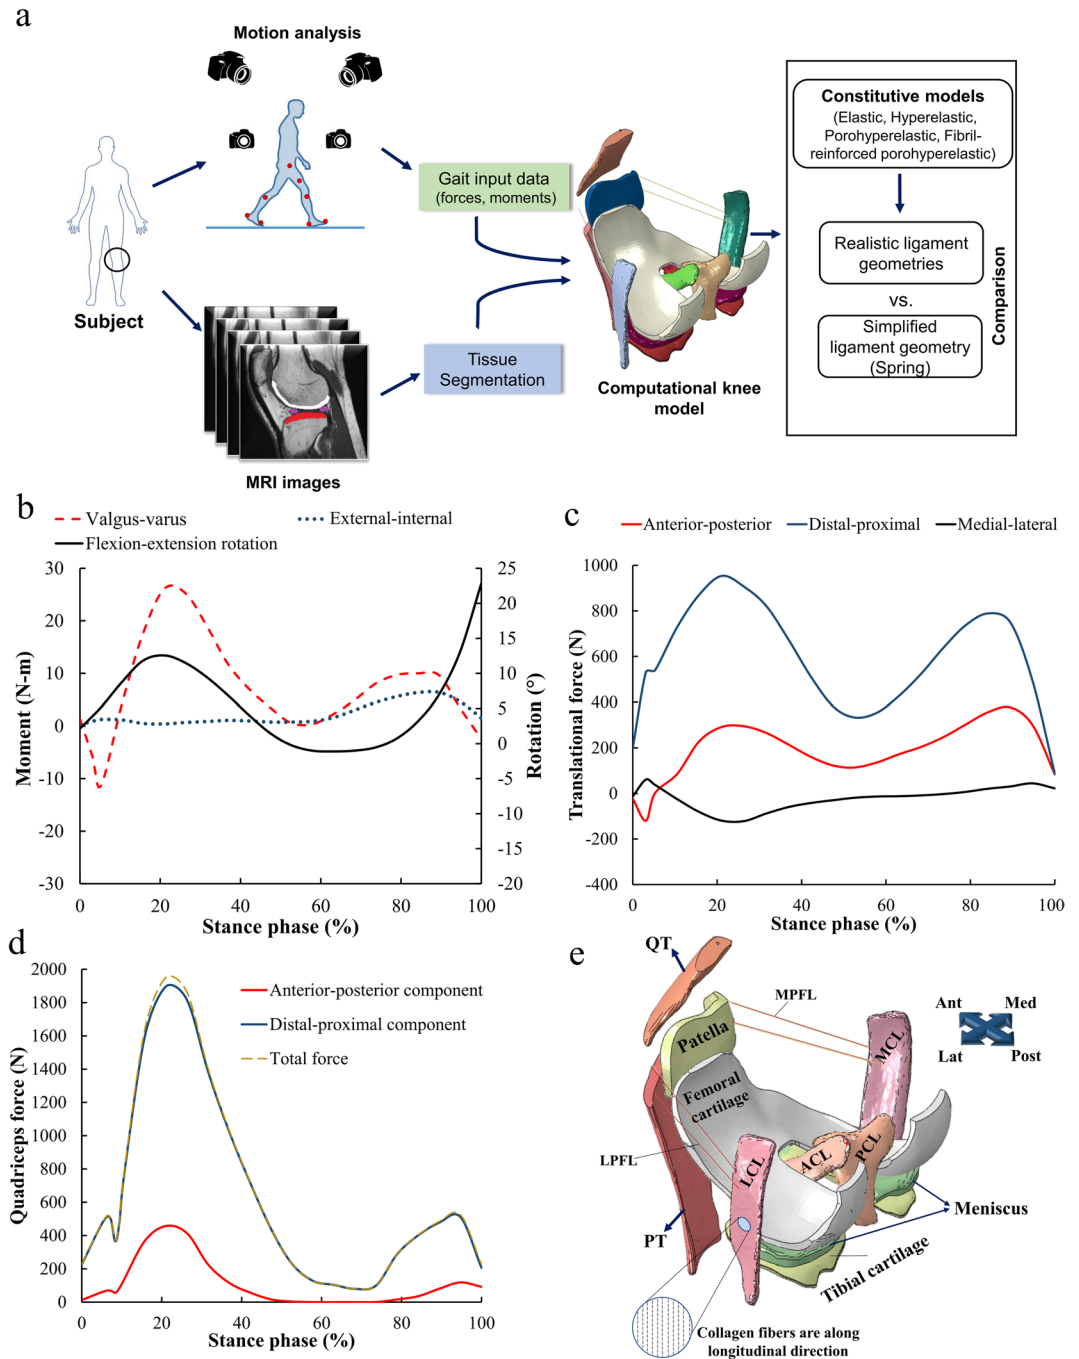 a
Motion analysis
Subject
MRI images
Gait input data
(forces, moments)
Tissue
Segmentation
Computational knee
model
Constitutive models
(Elastic, Hyperelastic,
Porohyperelastic, Fibril-
reinforced porohyperelastic)
Realistic ligament
geometries
vs.
Simplified
ligament geometry
(Spring)
Comparison
b
Valgus-varus
External-internal
Flexion-extension rotation
Moment (N-m)
30
20
10
0
-10
-20
-30
25
20
15
10
5
0
-5
-10
-15
-20
Rotation (°)
0
20
40
60
80
100
Stance phase (%)
c
Anterior-posterior
Distal-proximal
Medial-lateral
Translational force (N)
1000
800
600
400
200
0
-200
-400
0
20
40
60
80
100
Stance phase (%)
d
Anterior-posterior component
Distal-proximal component
Total force
Quadriceps force (N)
2000
1800
1600
1400
1200
1000
800
600
400
200
0
0
20
40
60
80
100
Stance phase (%)
e
QT
MPFL
Patella
MCL
Ant
Med
Lat
Post
Femoral
cartilage
LPFL
LCL
ACL
PCL
Meniscus
PT
Tibial cartilage
Collagen fibers are along
longitudinal direction